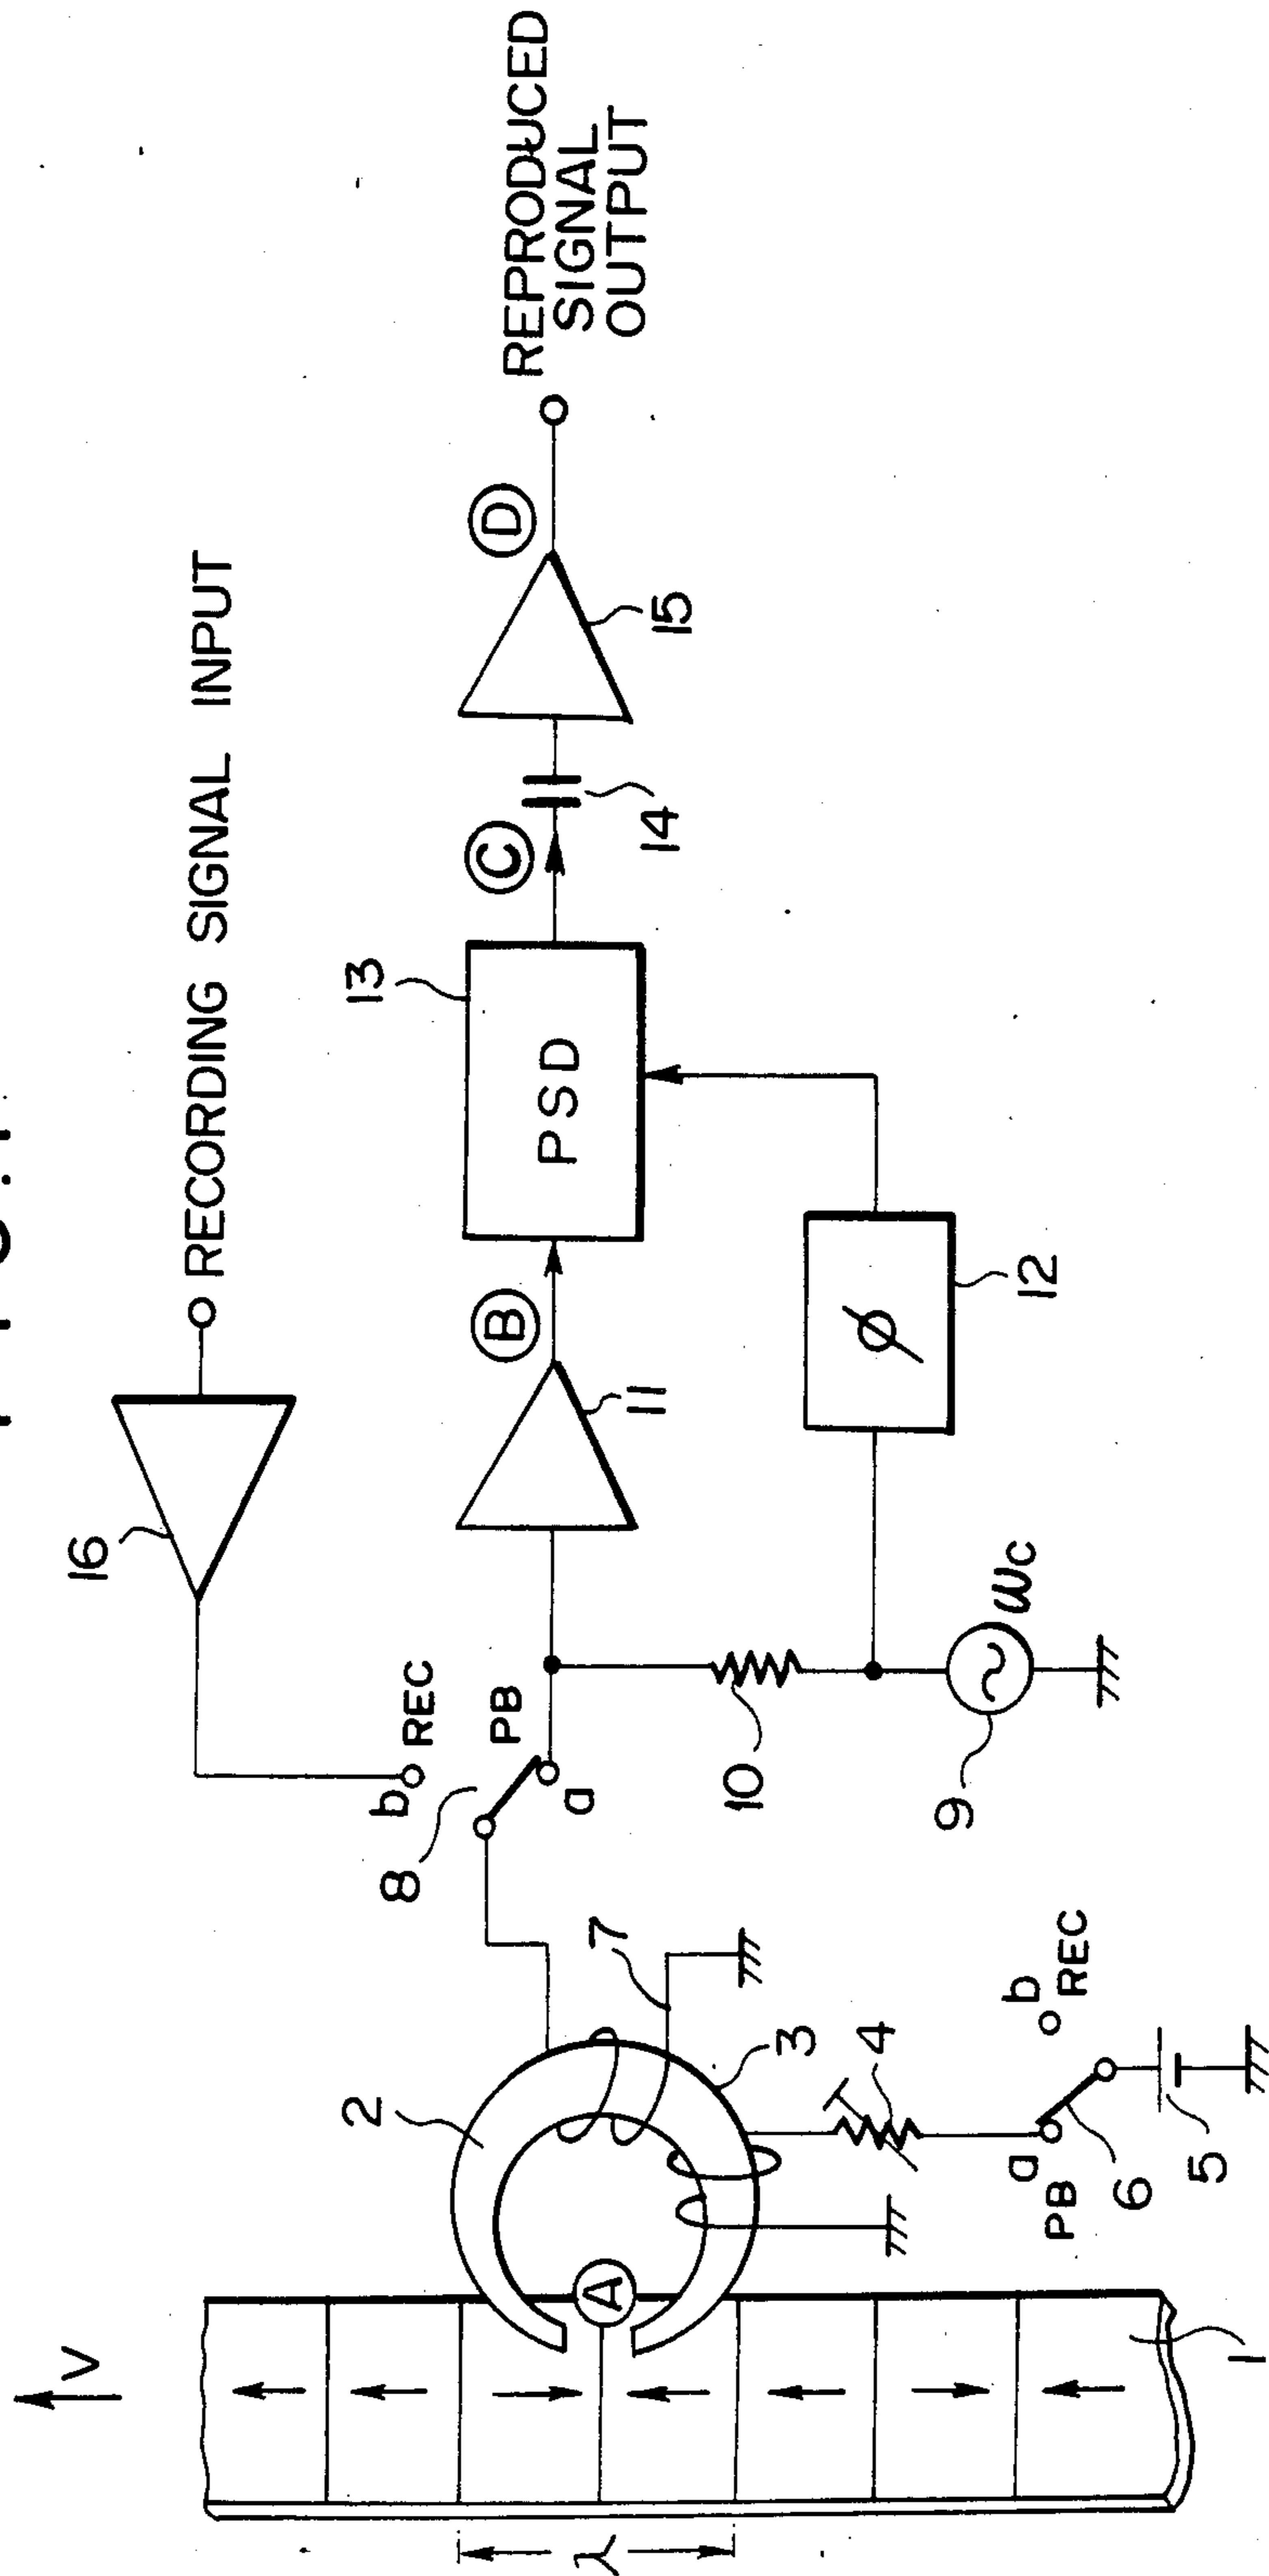 RECORDING SIGNAL INPUT
16
REPRODUCED
SIGNAL
OUTPUT
V
b
REC
8
PB
a
B
11
13
PSD
C
14
D
15
2
A
7
3
10
9
ωc
ϕ
12
4
a
PB
b
REC
6
5
1
λ